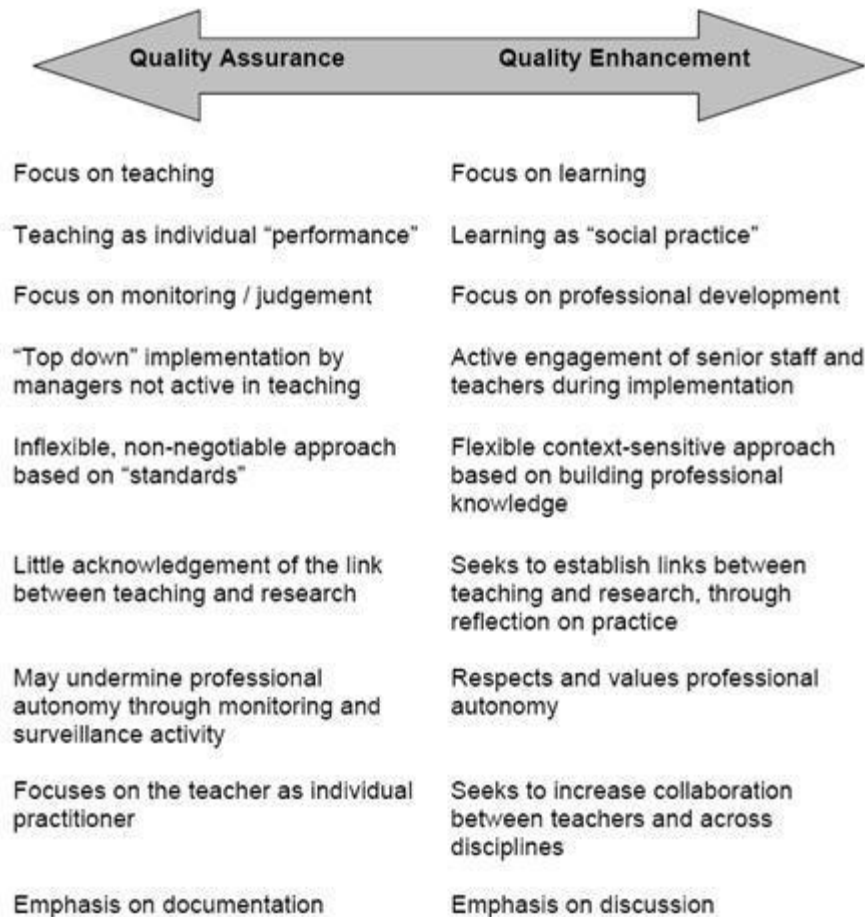 Quality Assurance
Quality Enhancement
Focus on teaching
Focus on learning
Teaching as individual “performance”
Learning as “social practice”
Focus on monitoring / judgement
Focus on professional development
“Top down” implementation by
managers not active in teaching
Active engagement of senior staff and
teachers during implementation
Inflexible, non-negotiable approach
based on “standards”
Flexible context-sensitive approach
based on building professional
knowledge
Little acknowledgement of the link
between teaching and research
Seeks to establish links between
teaching and research, through
reflection on practice
May undermine professional
autonomy through monitoring and
surveillance activity
Respects and values professional
autonomy
Focuses on the teacher as individual
practitioner
Seeks to increase collaboration
between teachers and across
disciplines
Emphasis on documentation
Emphasis on discussion